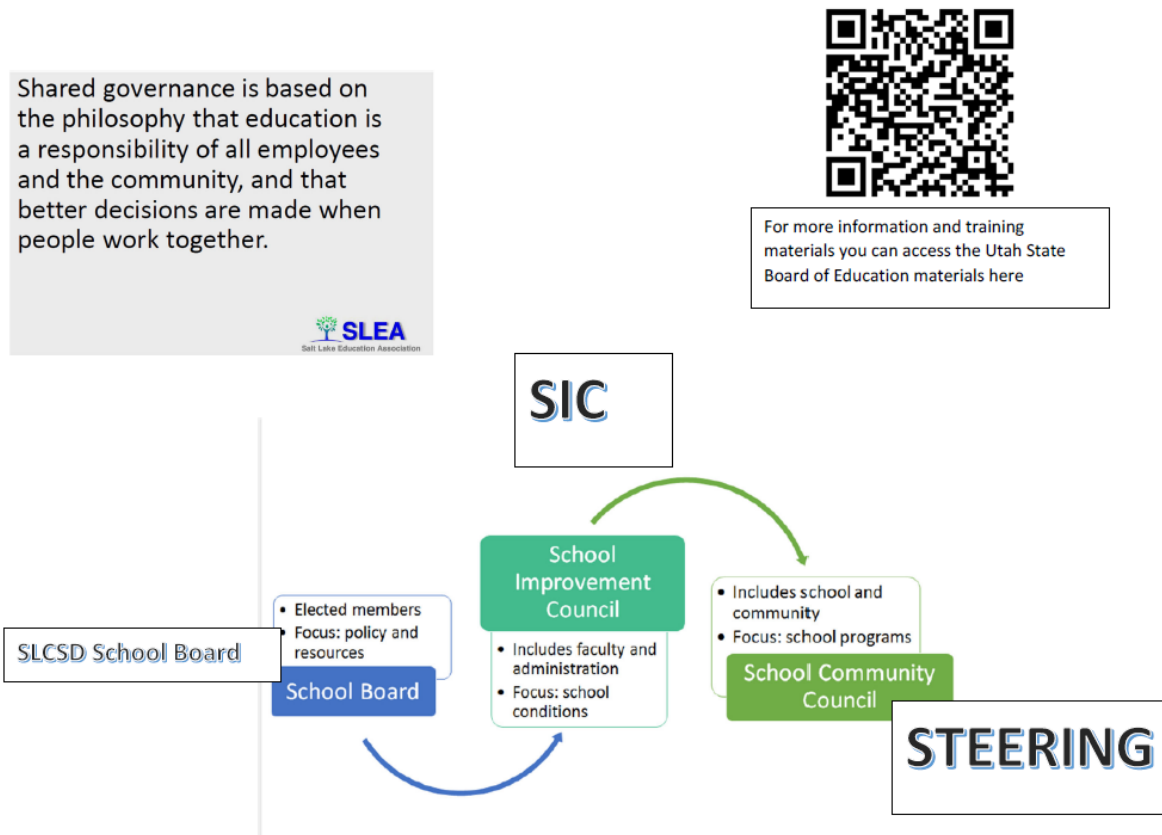 Shared governance is based on
the philosophy that education is
a responsibility of all employees
and the community, and that
better decisions are made when
people work together.
SLEA
Salt Lake Education Association
For more information and training
materials you can access the Utah State
Board of Education materials here
SIC
SLCSD School Board
• Elected members
• Focus: policy and
resources
School Board
School
Improvement
Council
• Includes faculty and
administration
• Focus: school
conditions
• Includes school and
community
• Focus: school programs
School Community
Council
STEERING